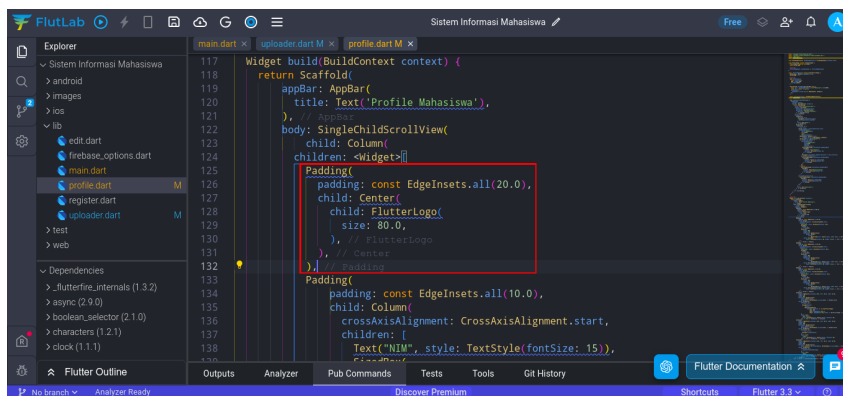 FlutLab
Sistem Informasi Mahasiswa
Free
A
Explorer
main.dart × uploader.dart M × profile.dart M ×
Sistem Informasi Mahasiswa
> android
> images
> ios
lib
edit.dart
firebase_options.dart
main.dart
profile.dart M
register.dart
uploader.dart M
> test
> web
Dependencies
> _flutterfire_internals (1.3.2)
> async (2.9.0)
> boolean_selector (2.1.0)
> characters (1.2.1)
> clock (1.1.1)
Flutter Outline
2
117 Widget build(BuildContext context) {
118 return Scaffold(
119 appBar: AppBar(
120 title: Text('Profile Mahasiswa'),
121 ), // AppBar
122 body: SingleChildScrollView(
123 child: Column(
124 children: <Widget>[
125 Padding(
126 padding: const EdgeInsets.all(20.0),
127 child: Center(
128 child: FlutterLogo(
129 size: 80.0,
130 ), // FlutterLogo
131 ), // Center
132 ), // Padding
133 Padding(
134 padding: const EdgeInsets.all(10.0),
135 child: Column(
136 crossAxisAlignment: CrossAxisAlignment.start,
137 children: [
138 Text("NIM", style: TextStyle(fontSize: 15)),
139 SizedBox(
Outputs Analyzer Pub Commands Tests Tools Git History
Flutter Documentation
No branch Analyzer Ready Discover Premium Shortcuts Flutter 3.3